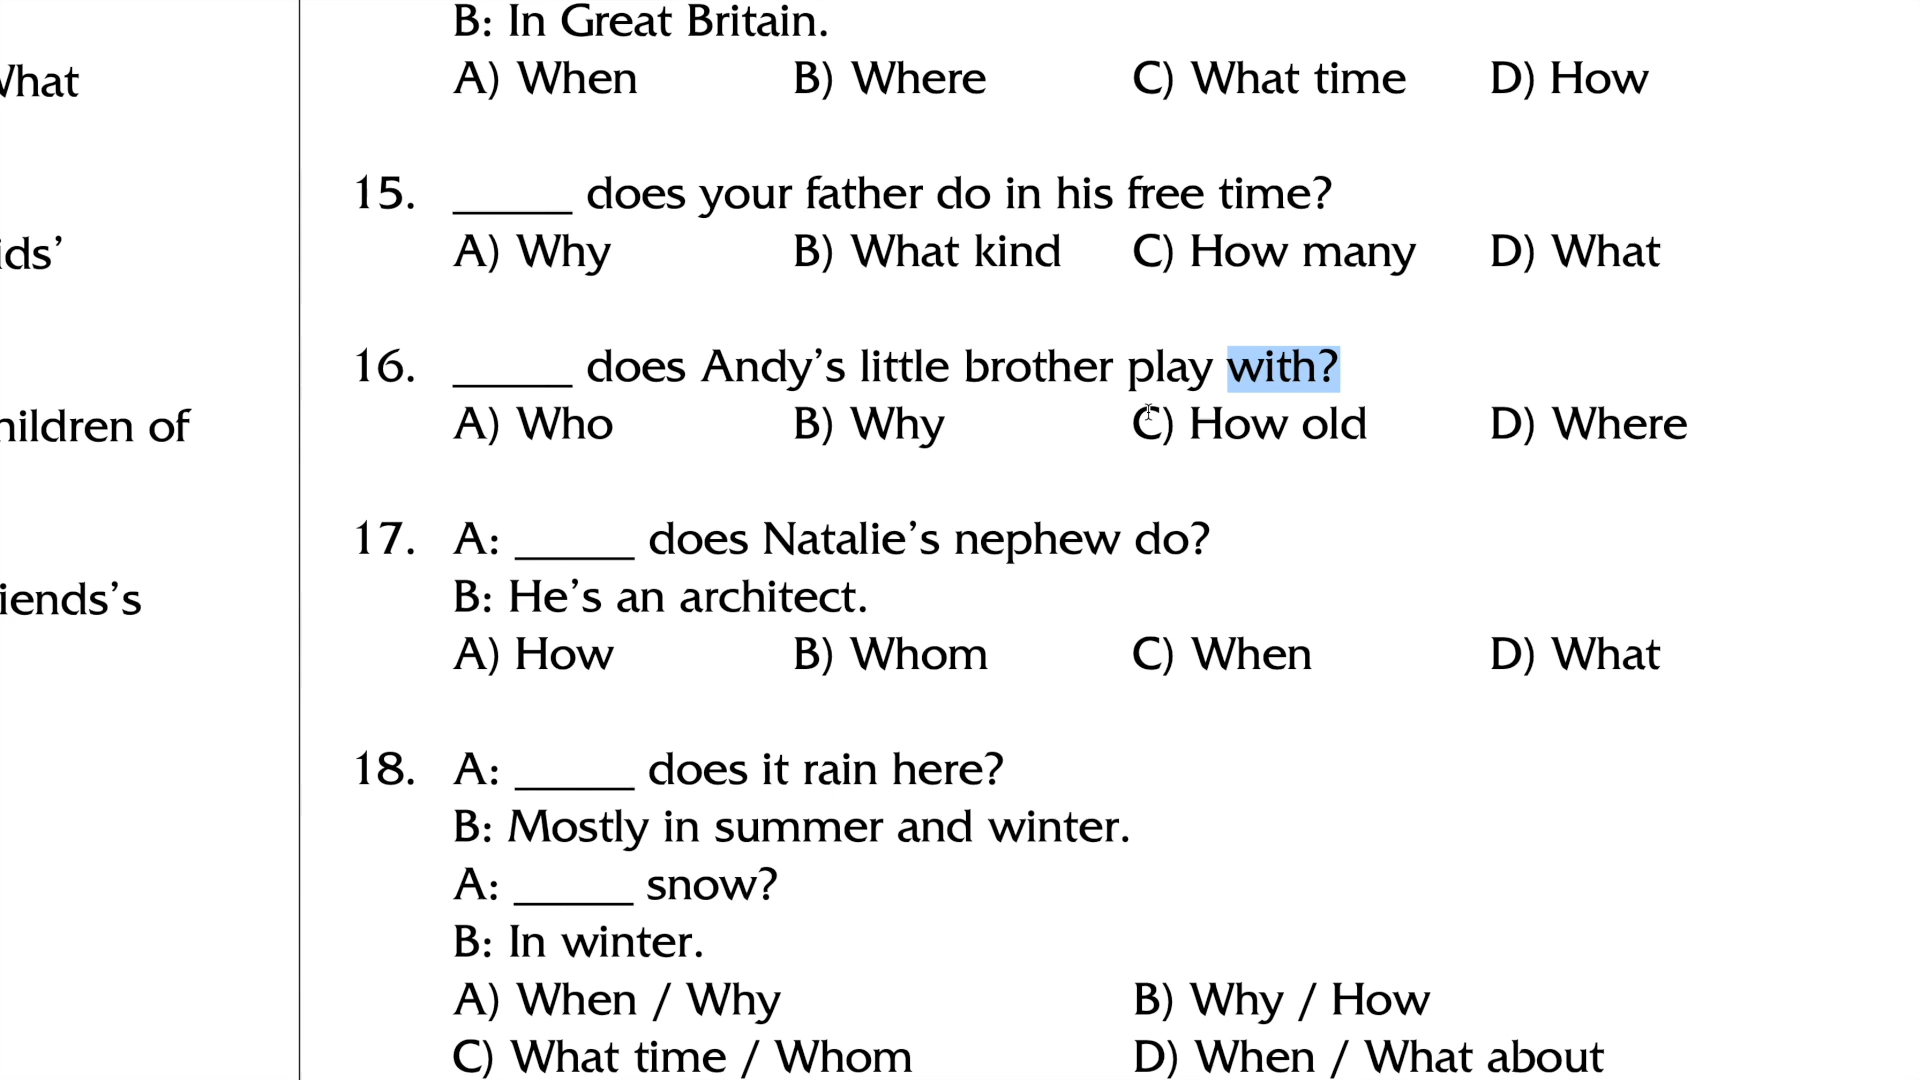 What
ids’
hildren of
iends’s
B: In Great Britain.
A) When B) Where C) What time D) How
15. _____ does your father do in his free time?
A) Why B) What kind C) How many D) What
16. _____ does Andy’s little brother play with?
A) Who B) Why C) How old D) Where
17. A: _____ does Natalie’s nephew do?
B: He’s an architect.
A) How B) Whom C) When D) What
18. A: _____ does it rain here?
B: Mostly in summer and winter.
A: _____ snow?
B: In winter.
A) When / Why B) Why / How
C) What time / Whom D) When / What about